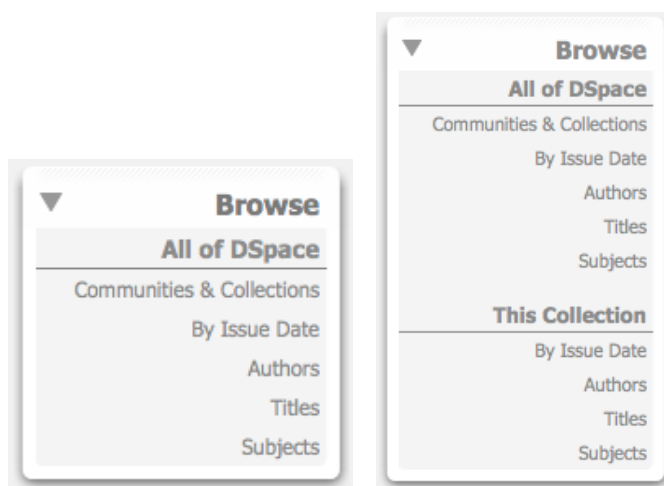 Browse
All of DSpace
Communities & Collections
By Issue Date
Authors
Titles
Subjects
Browse
All of DSpace
Communities & Collections
By Issue Date
Authors
Titles
Subjects
This Collection
By Issue Date
Authors
Titles
Subjects